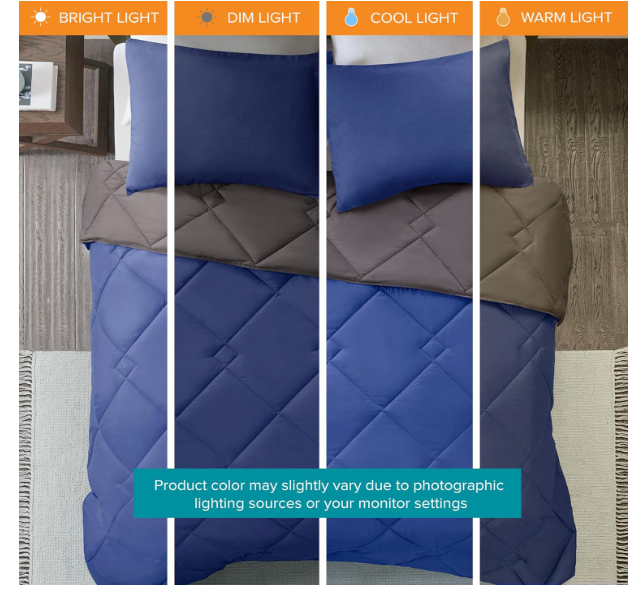 BRIGHT LIGHT
DIM LIGHT
COOL LIGHT
WARM LIGHT
Product color may slightly vary due to photographic
lighting sources or your monitor settings